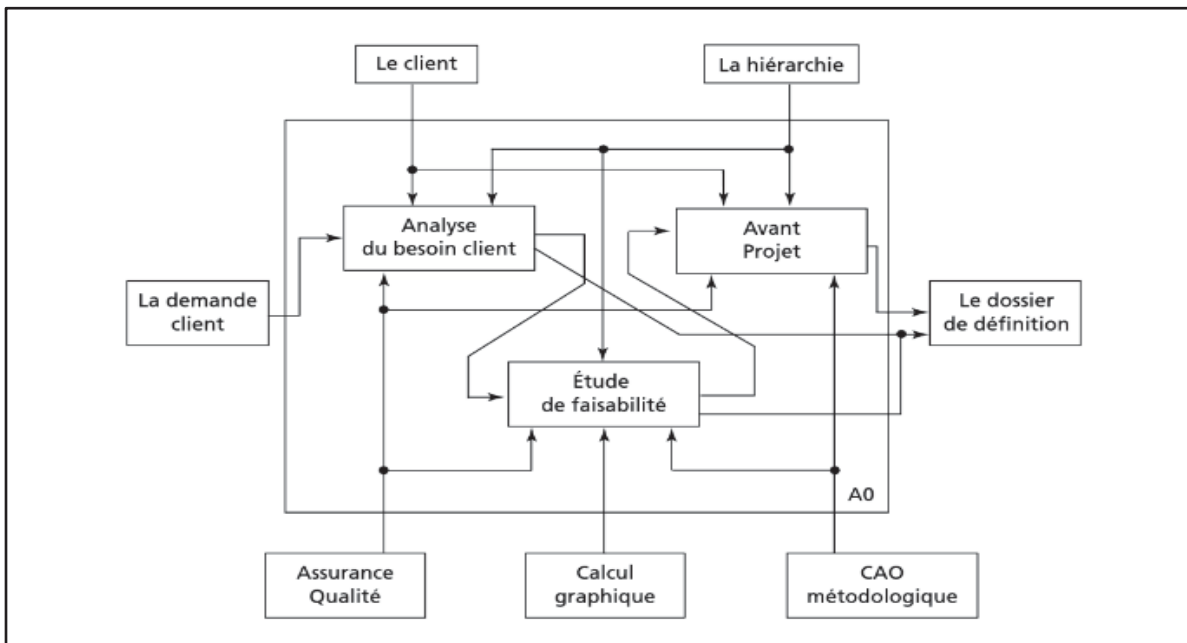 Le client
La hiérarchie
Analyse
du besoin client
Avant
Projet
La demande
client
Le dossier
de définition
Étude
de faisabilité
A0
Assurance
Qualité
Calcul
graphique
CAO
métodologique